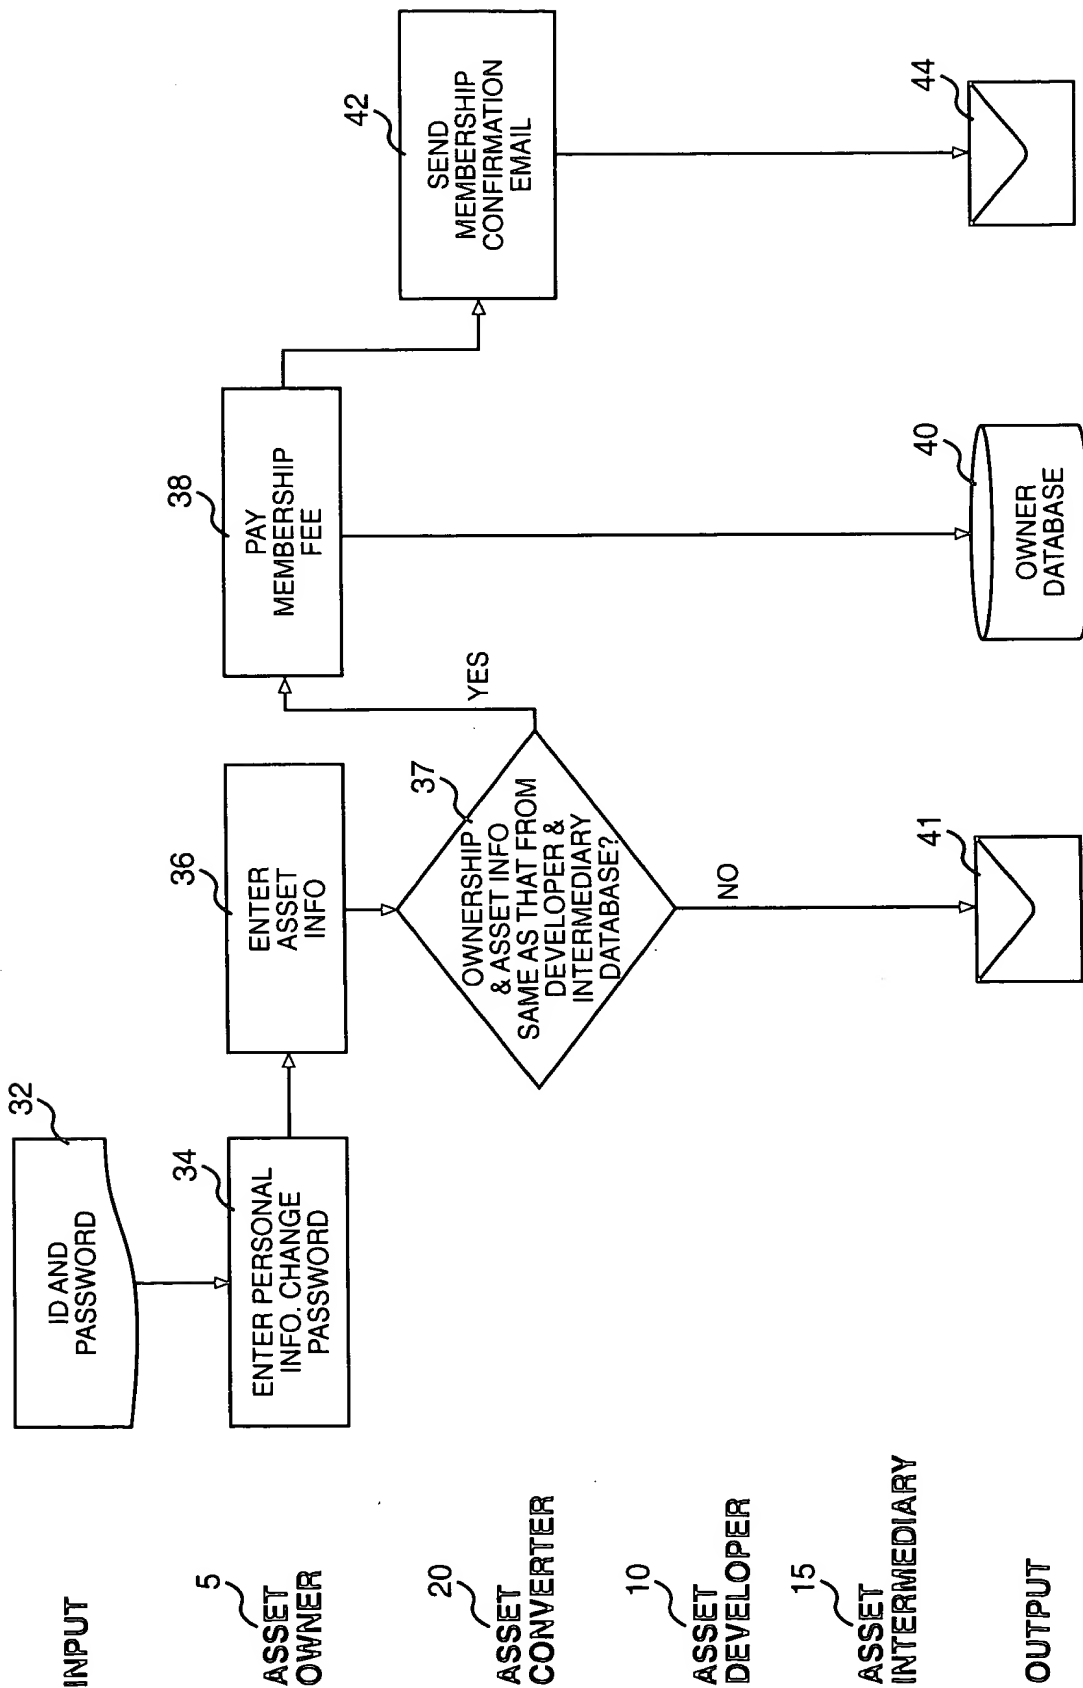 INPUT
32
ID AND
PASSWORD
5
ASSET
OWNER
34
ENTER PERSONAL
INFO. CHANGE
PASSWORD
36
ENTER
ASSET
INFO
38
PAY
MEMBERSHIP
FEE
20
ASSET
CONVERTER
37
OWNERSHIP
& ASSET INFO
SAME AS THAT FROM
DEVELOPER &
INTERMEDIARY
DATABASE?
YES
NO
42
SEND
MEMBERSHIP
CONFIRMATION
EMAIL
10
ASSET
DEVELOPER
15
ASSET
INTERMEDIARY
OUTPUT
41
40
OWNER
DATABASE
44